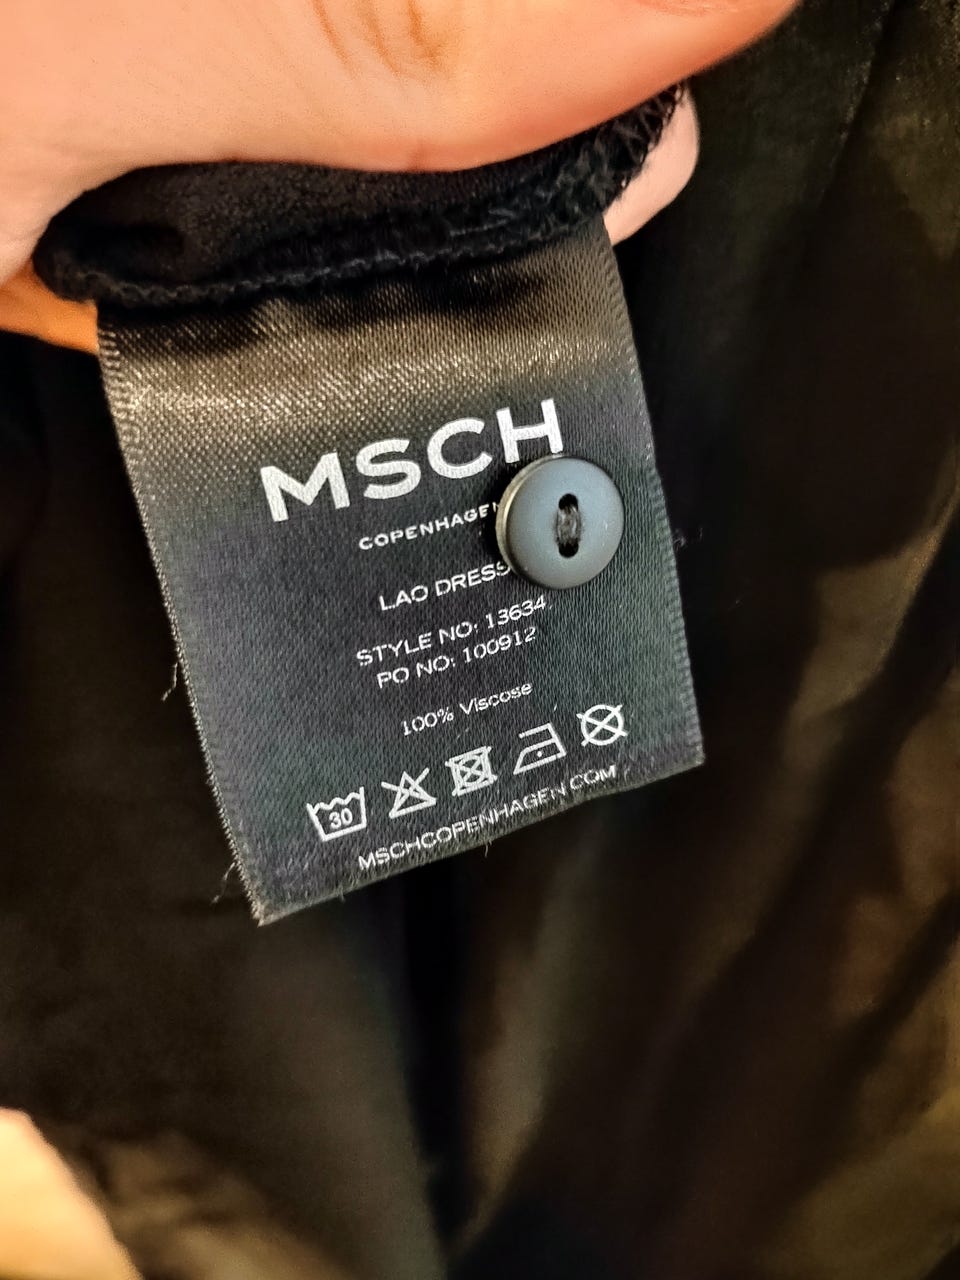 MSCH
COPENHAGEN
LAO DRESS
STYLE NO: 13634
PO NO: 100912
100% Viscose
30
MSCHCOPENHAGEN.COM